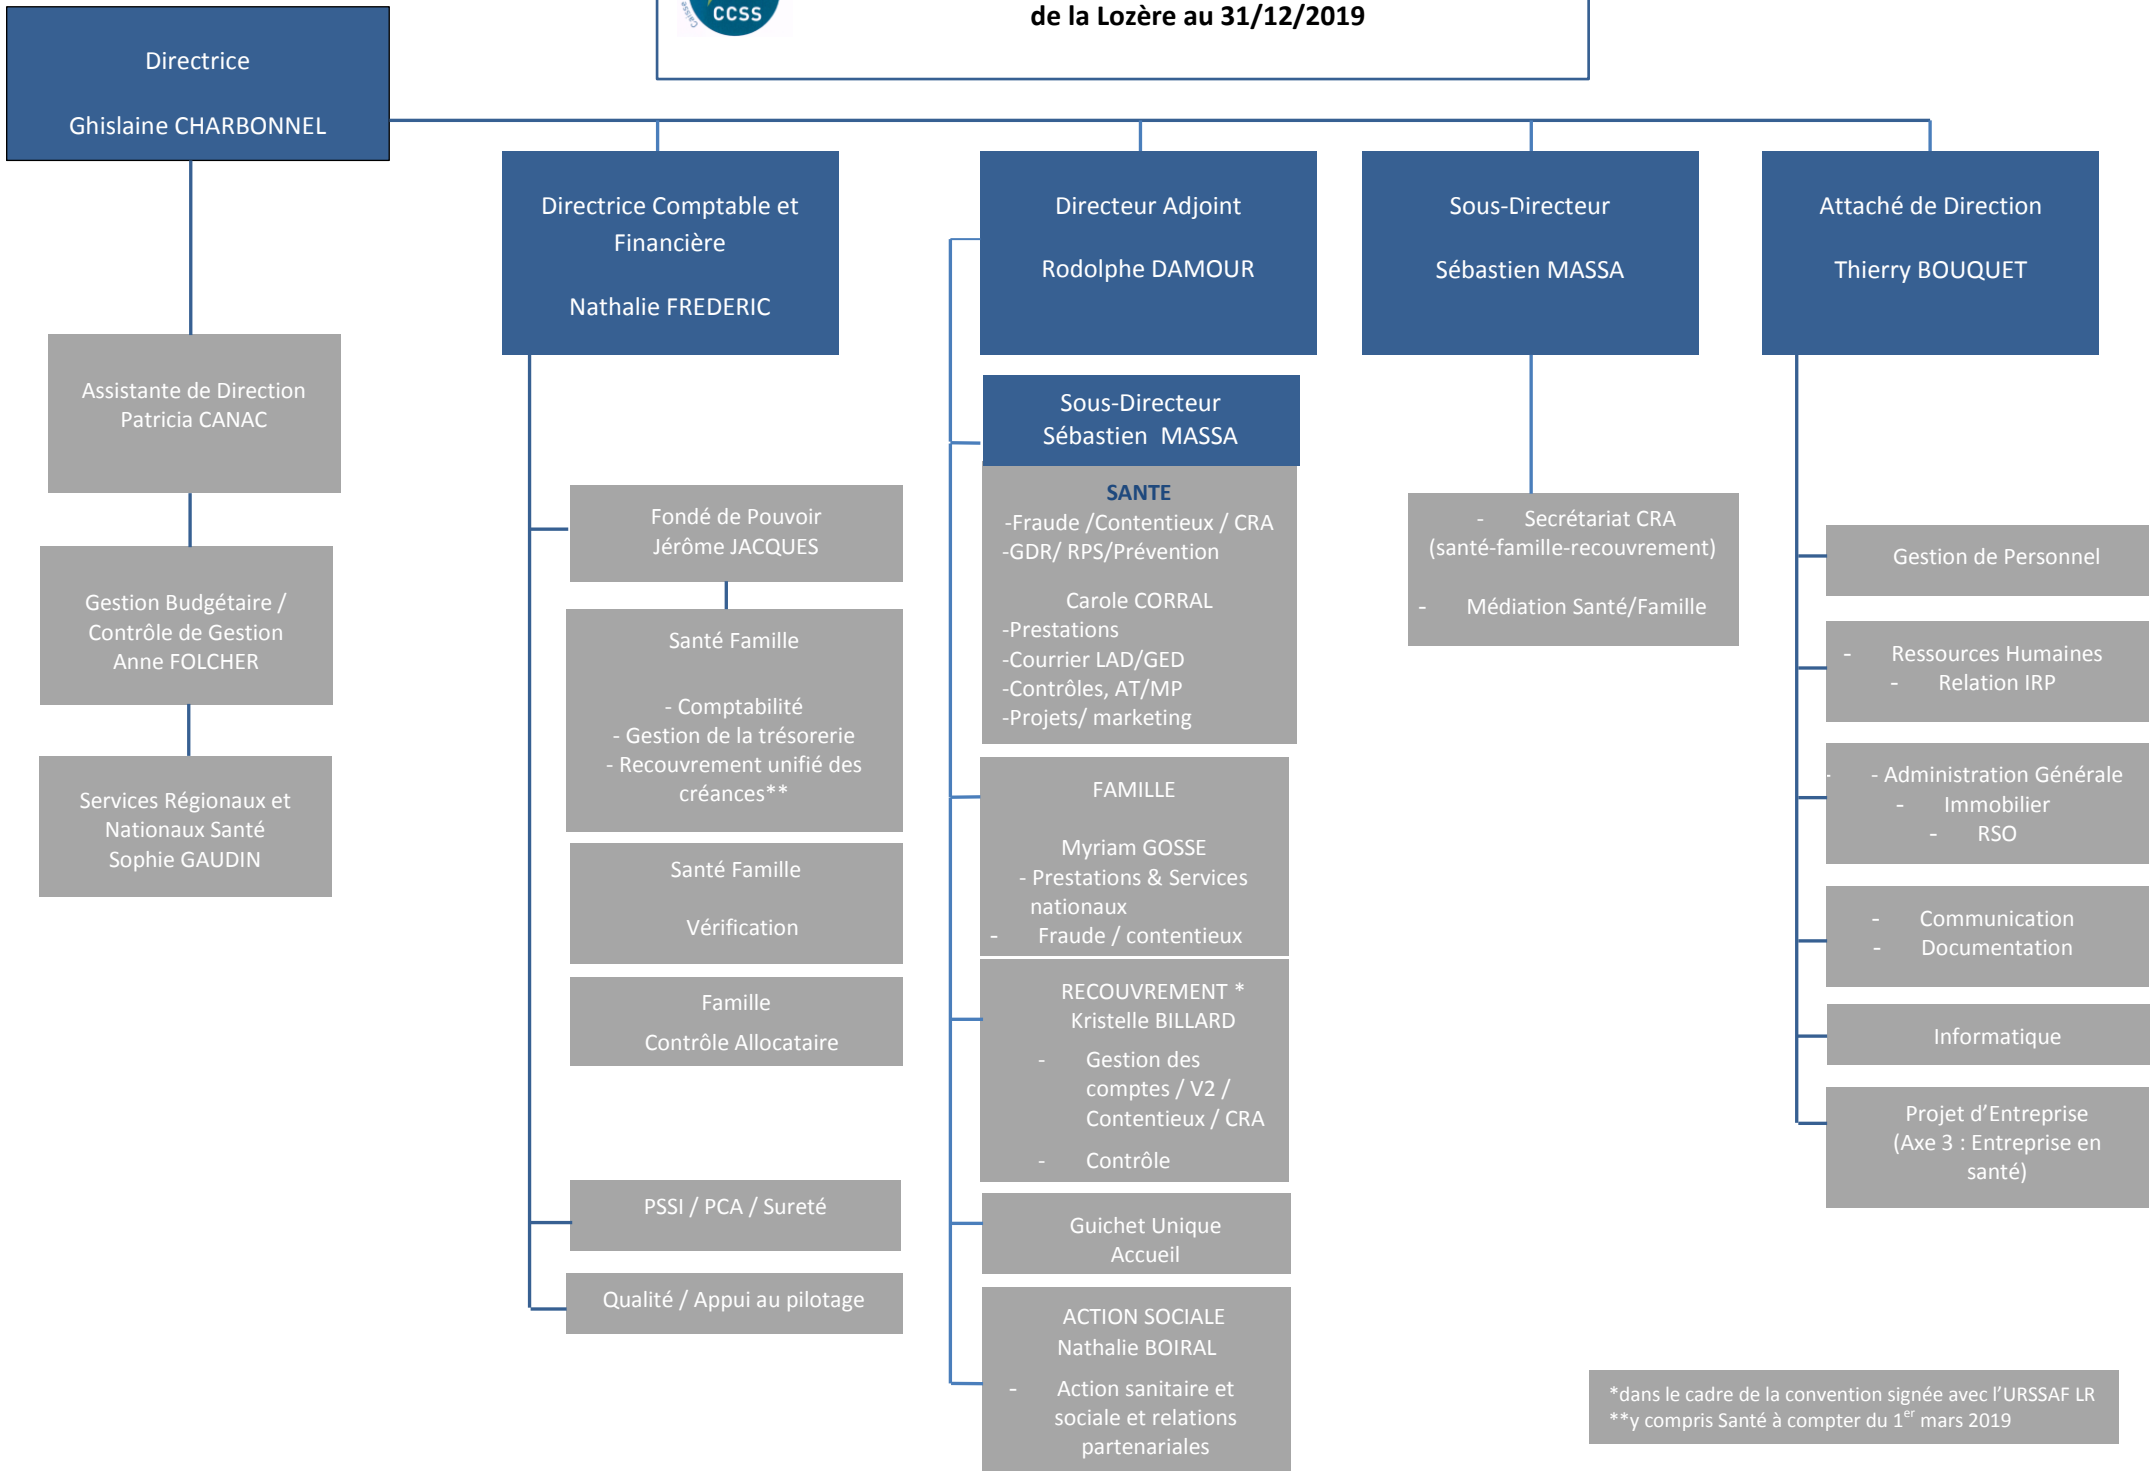 Caisse
CCSS
de la Lozère au 31/12/2019
Directrice
Ghislaine CHARBONNEL
Directrice Comptable et
Financière
Nathalie FREDERIC
Directeur Adjoint
Rodolphe DAMOUR
Sous-Directeur
Sébastien MASSA
Attaché de Direction
Thierry BOUQUET
Assistante de Direction
Patricia CANAC
Gestion Budgétaire /
Contrôle de Gestion
Anne FOLCHER
Services Régionaux et
Nationaux Santé
Sophie GAUDIN
Fondé de Pouvoir
Jérôme JACQUES
Santé Famille
- Comptabilité
- Gestion de la trésorerie
- Recouvrement unifié des
créances**
Santé Famille
Vérification
Famille
Contrôle Allocataire
PSSI / PCA / Sureté
Qualité / Appui au pilotage
Sous-Directeur
Sébastien MASSA
SANTE
-Fraude /Contentieux / CRA
-GDR/ RPS/Prévention
Carole CORRAL
-Prestations
-Courrier LAD/GED
-Contrôles, AT/MP
-Projets/ marketing
FAMILLE
Myriam GOSSE
- Prestations & Services
nationaux
- Fraude / contentieux
RECOUVREMENT *
Kristelle BILLARD
- Gestion des
comptes / V2 /
Contentieux / CRA
- Contrôle
Guichet Unique
Accueil
ACTION SOCIALE
Nathalie BOIRAL
- Action sanitaire et
sociale et relations
partenariales
- Secrétariat CRA
(santé-famille-recouvrement)
- Médiation Santé/Famille
Gestion de Personnel
- Ressources Humaines
- Relation IRP
- - Administration Générale
- Immobilier
- RSO
- Communication
- Documentation
Informatique
Projet d’Entreprise
(Axe 3 : Entreprise en
santé)
*dans le cadre de la convention signée avec l’URSSAF LR
**y compris Santé à compter du 1er mars 2019